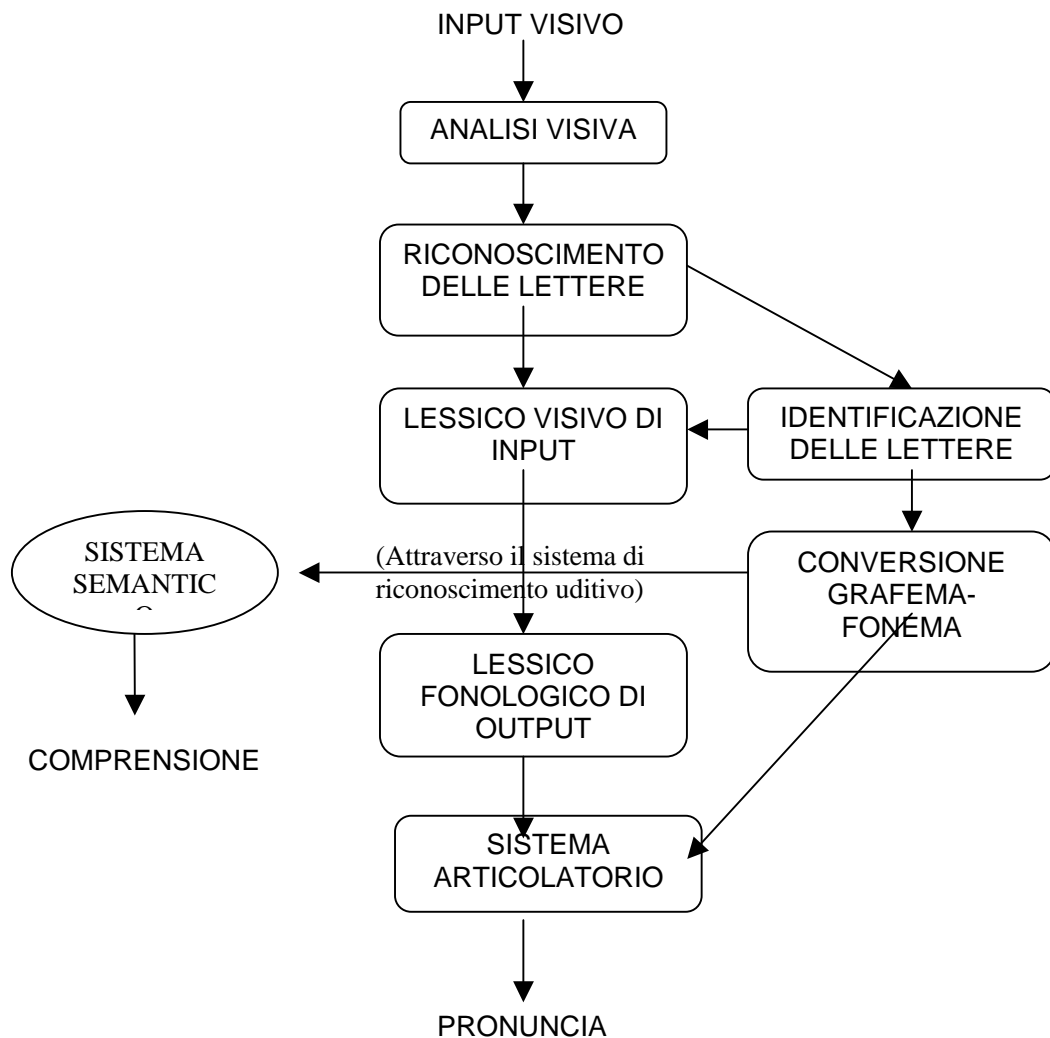 INPUT VISIVO
ANALISI VISIVA
RICONOSCIMENTO
DELLE LETTERE
LESSICO VISIVO DI
INPUT
IDENTIFICAZIONE
DELLE LETTERE
SISTEMA
SEMANTIC
(Attraverso il sistema di
riconoscimento uditivo)
CONVERSIONE
GRAFEMA-
FONEMA
LESSICO
FONOLOGICO DI
OUTPUT
COMPRENSIONE
SISTEMA
ARTICOLATORIO
PRONUNCIA